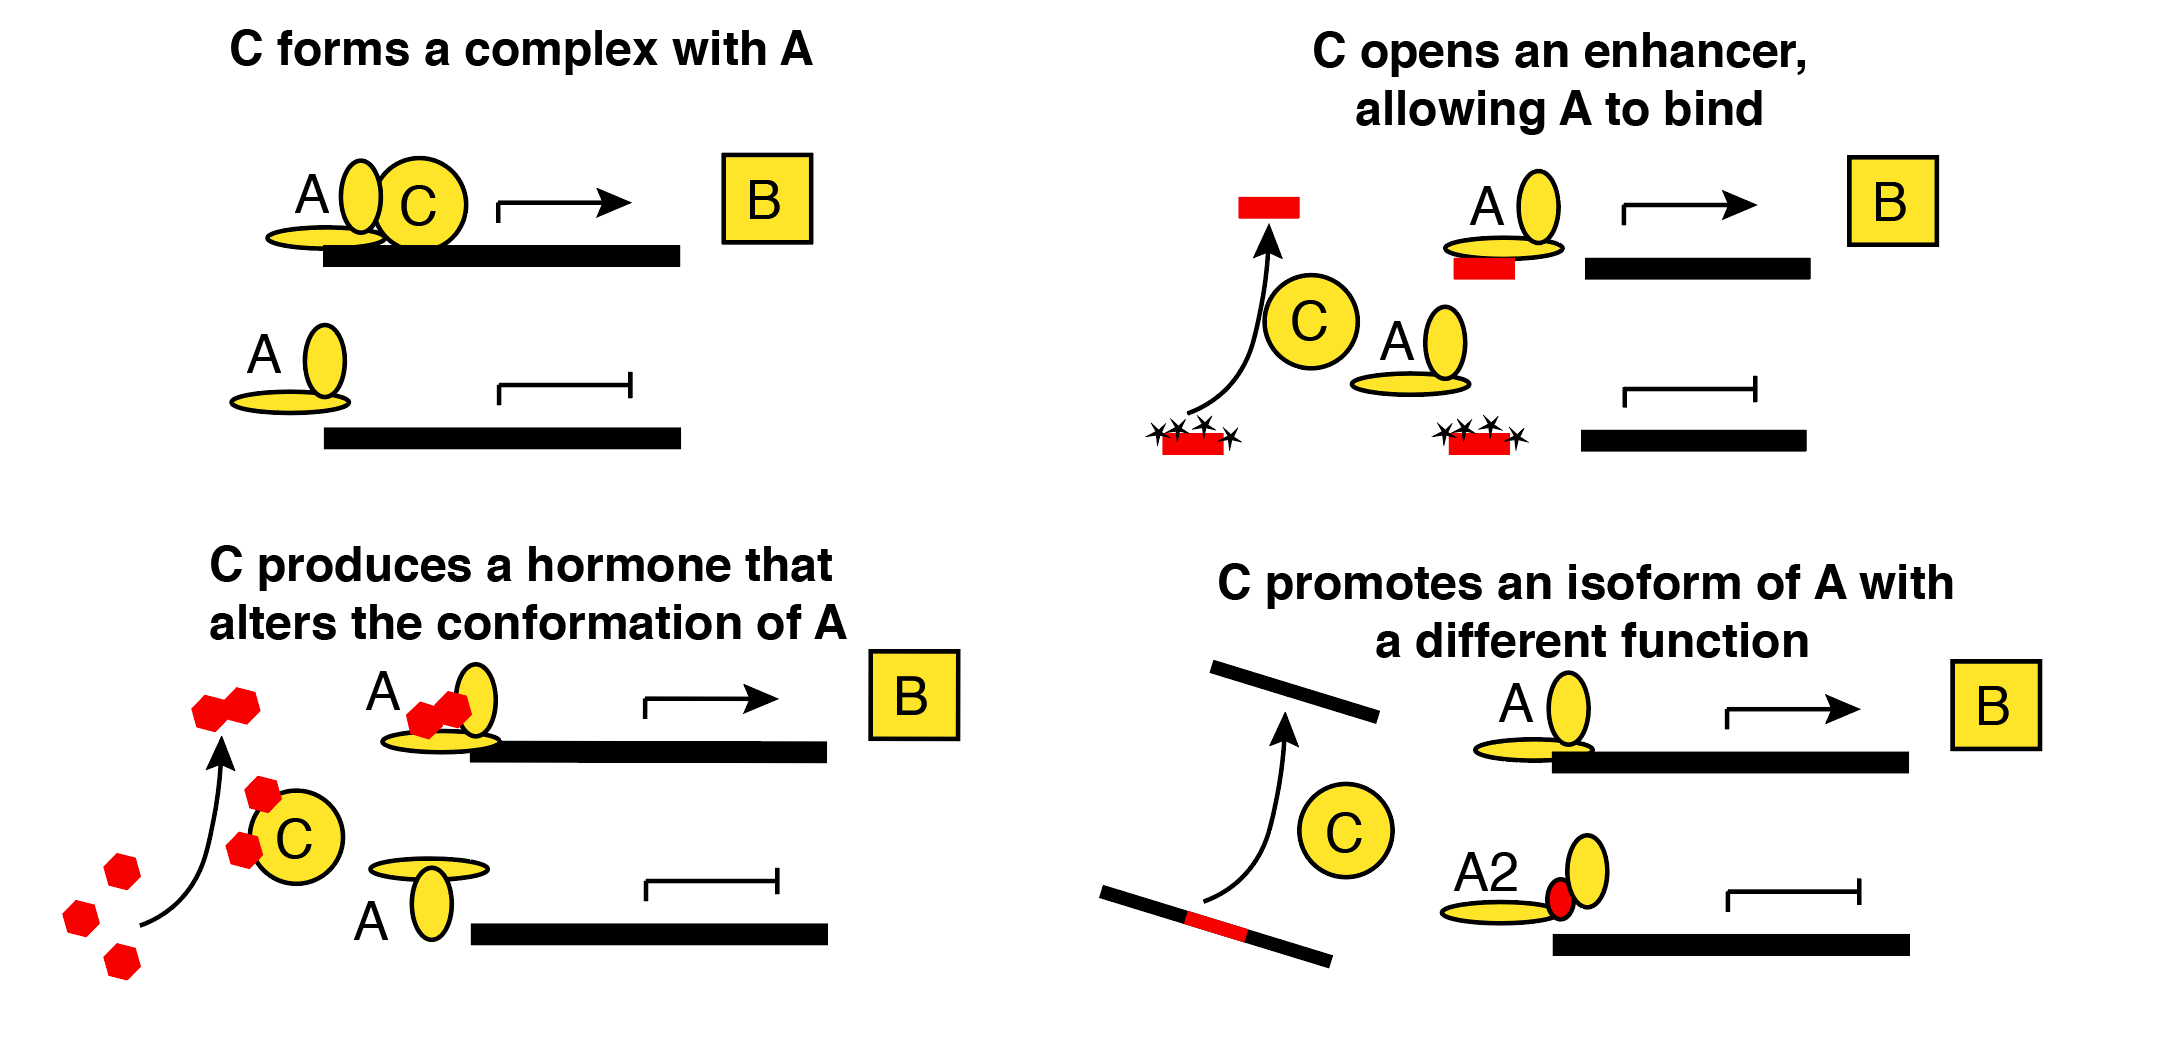 C forms a complex with A
A
C
B
A
C opens an enhancer,
allowing A to bind
A
B
C
A
C produces a hormone that
alters the conformation of A
A
B
C
A
C promotes an isoform of A with
a different function
A
B
C
A2